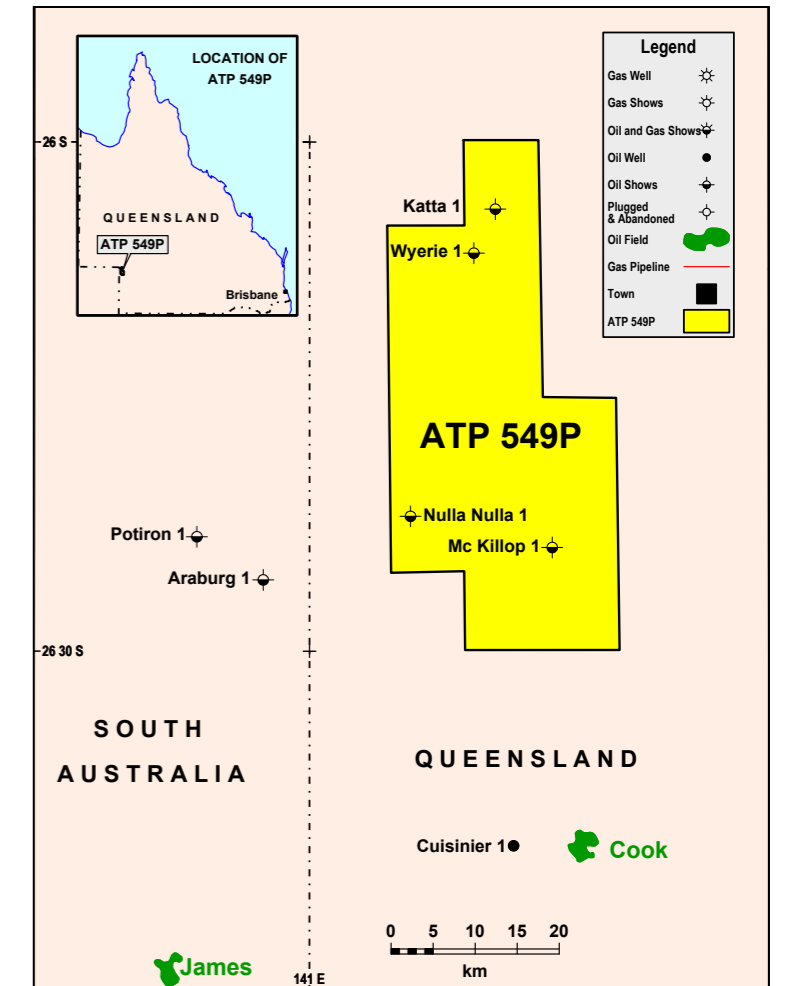 LOCATION OF
ATP 549P
QUEENSLAND
ATP 549P
Brisbane
Legend
Gas Well
Gas Shows
Oil and Gas Shows
Oil Well
Oil Shows
Plugged
& Abandoned
Oil Field
Gas Pipeline
Town
ATP 549P
26 S
Katta 1
Wyerie 1
ATP 549P
Nulla Nulla 1
Potiron 1
Mc Killop 1
Araburg 1
26 30 S
SOUTH
AUSTRALIA
QUEENSLAND
Cuisinier 1
Cook
0 5 10 15 20
km
James
141 E